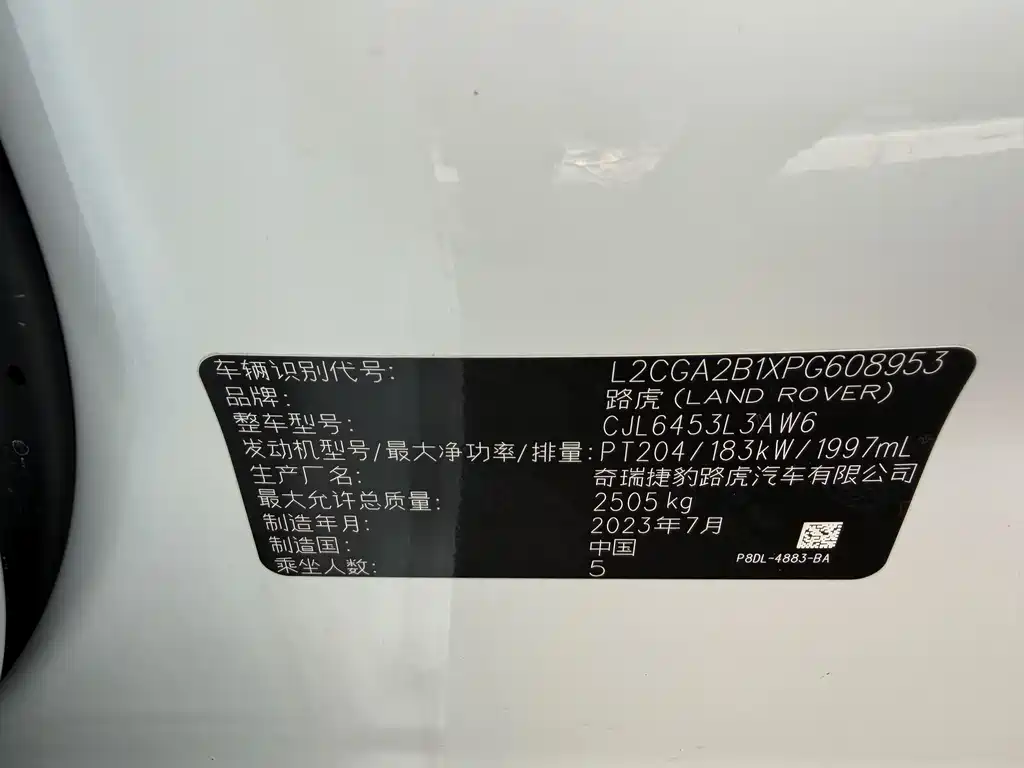 车辆识别代号: L2CGA2B1XPG608953
品牌: 路虎 (LAND ROVER)
整车型号: CJL6453L3AW6
发动机型号/最大净功率/排量: PT204/183kW/1997mL
生产厂名: 奇瑞捷豹路虎汽车有限公司
最大允许总质量: 2505kg
制造年月: 2023年7月
制造国: 中国
乘坐人数: 5
P8DL-4883-BA